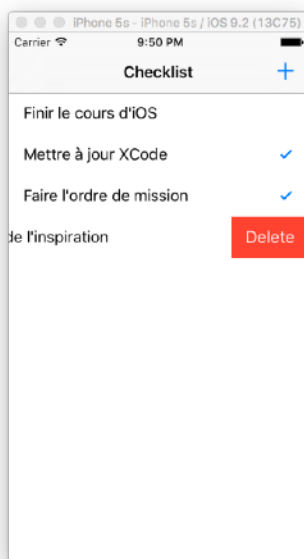 iPhone 5s - iPhone 5s / iOS 9.2 (13C75)
Carrier 9:50 PM
Checklist +
Finir le cours d'iOS
Mettre à jour XCode
Faire l'ordre de mission
de l'inspiration Delete